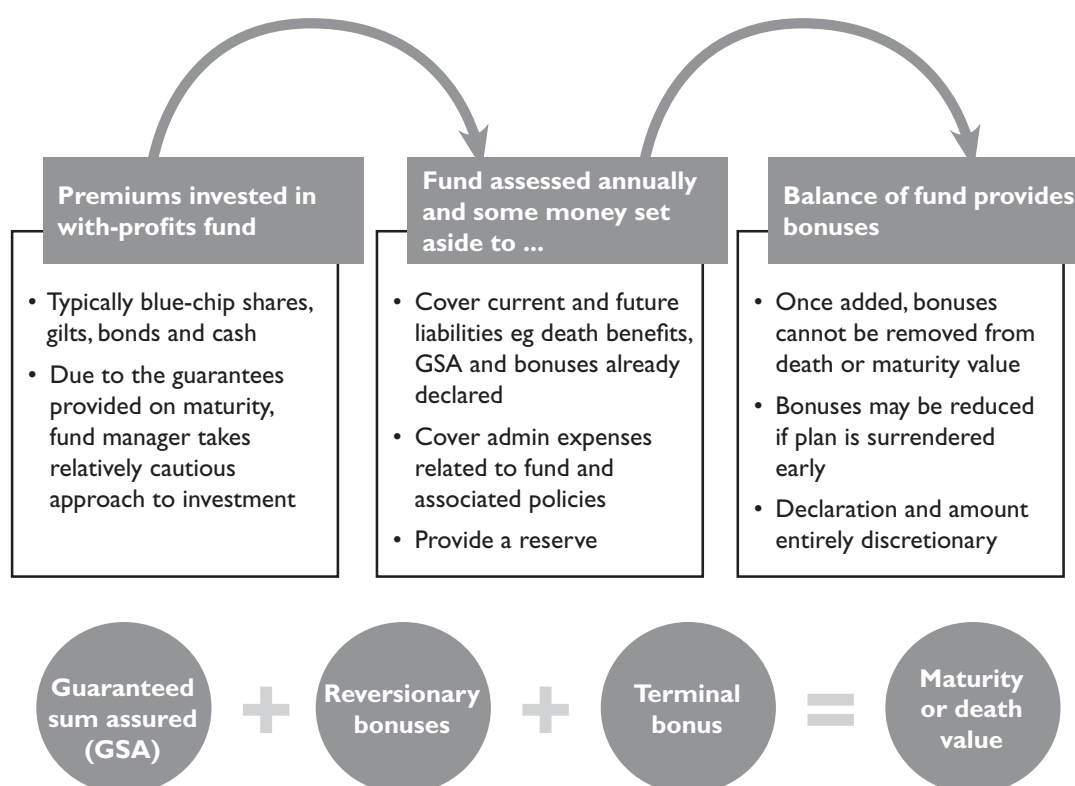 Premiums invested in
with-profits fund
• Typically blue-chip shares,
gilts, bonds and cash
• Due to the guarantees
provided on maturity,
fund manager takes
relatively cautious
approach to investment
Fund assessed annually
and some money set
aside to ...
• Cover current and future
liabilities eg death benefits,
GSA and bonuses already
declared
• Cover admin expenses
related to fund and
associated policies
• Provide a reserve
Balance of fund provides
bonuses
• Once added, bonuses
cannot be removed from
death or maturity value
• Bonuses may be reduced
if plan is surrendered
early
• Declaration and amount
entirely discretionary
Guaranteed
sum assured
(GSA)
+
Reversionary
bonuses
+
Terminal
bonus
=
Maturity
or death
value